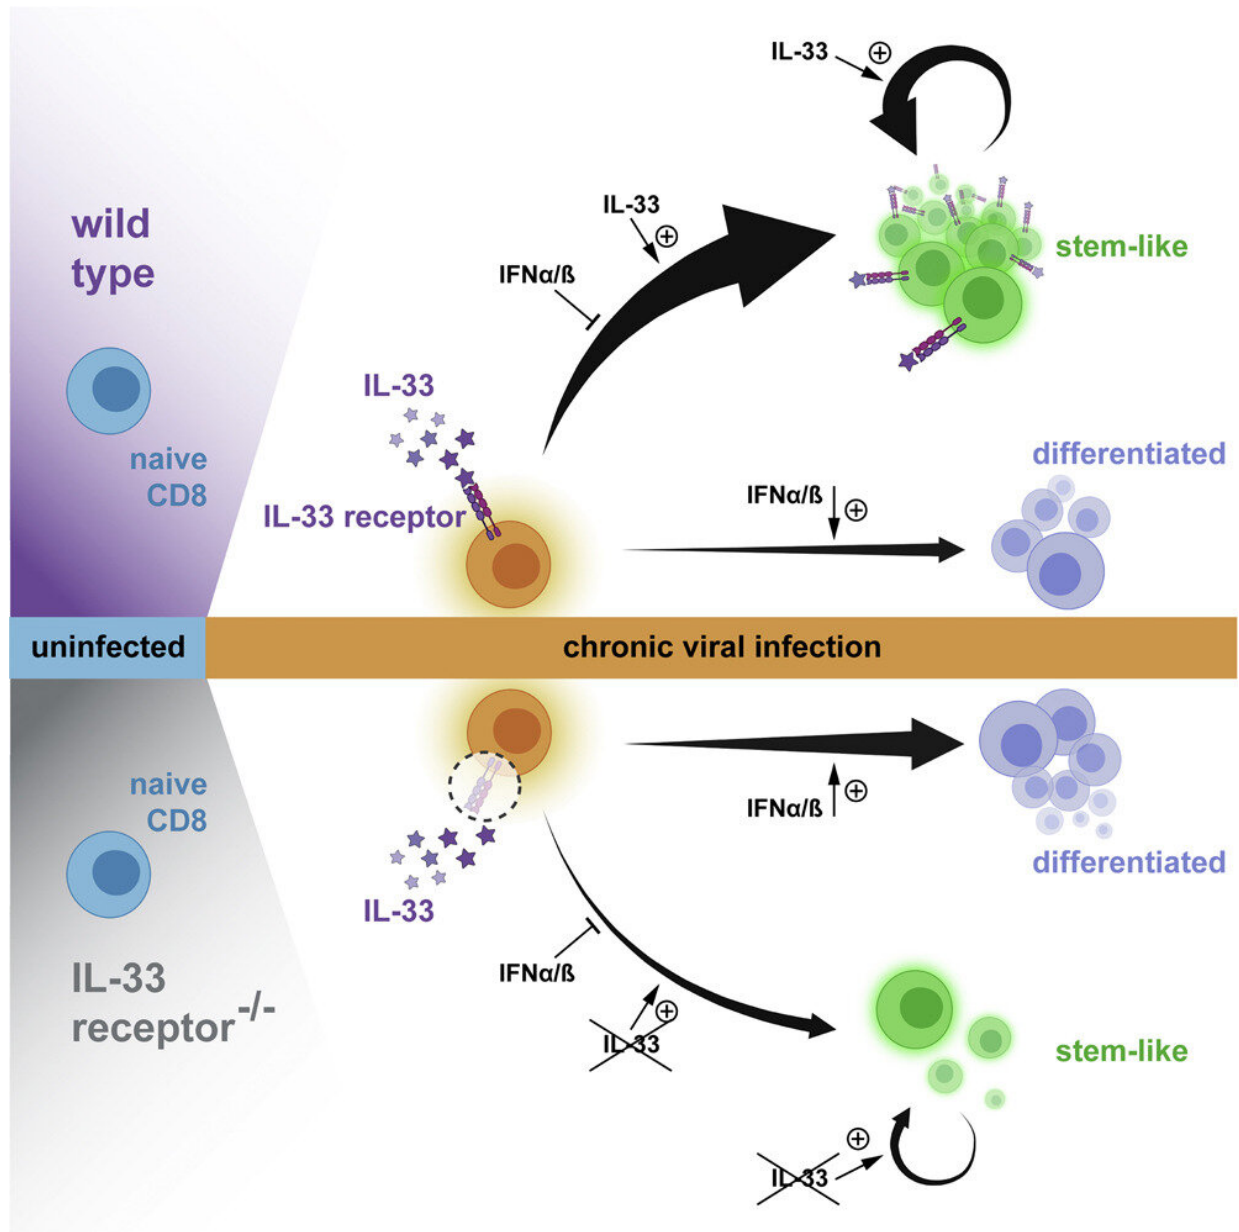 IL-33
⊕
wild
type
IL-33
⊕
IFNα/ß
stem-like
naive
CD8
IL-33
IL-33 receptor
IFNα/ß
⊕
differentiated
uninfected
chronic viral infection
naive
CD8
IL-33
receptor-/-
IL-33
IFNα/ß
⊕
differentiated
IFNα/ß
IL-33
⊕
stem-like
IL-33
⊕